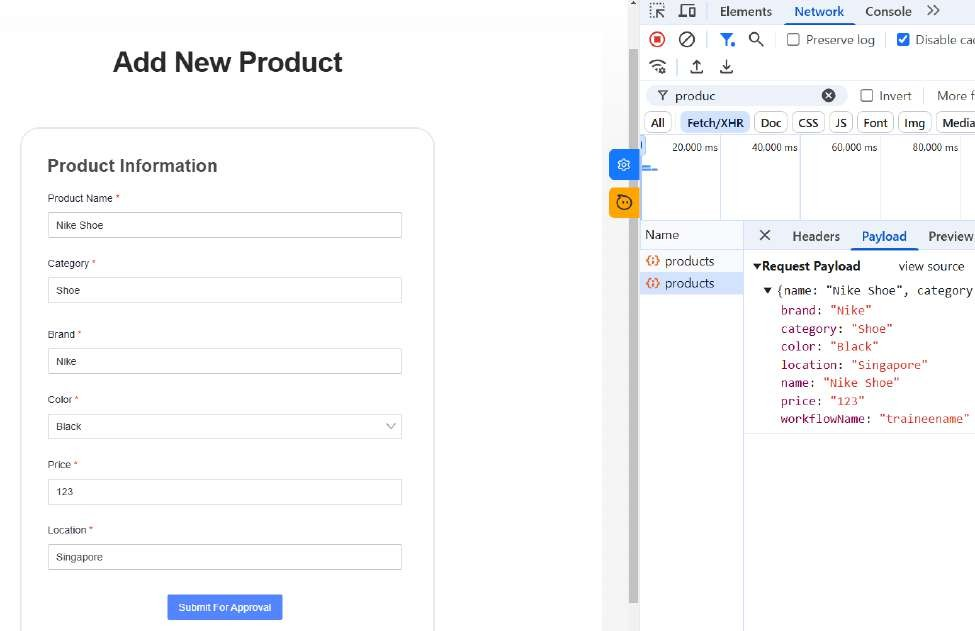 Add New Product
Product Information
Product Name *
Nike Shoe
Category *
Shoe
Brand *
Nike
Color *
Black
Price *
123
Location *
Singapore
Submit For Approval
Elements Network Console
Preserve log Disable cac
produc Invert More f
All Fetch/XHR Doc CSS JS Font Img Media
20,000 ms 40,000 ms 60,000 ms 80,000 ms
Name
products
products
Headers Payload Preview
Request Payload view source
{name: "Nike Shoe", category
brand: "Nike"
category: "Shoe"
color: "Black"
location: "Singapore"
name: "Nike Shoe"
price: "123"
workflowName: "traineename"